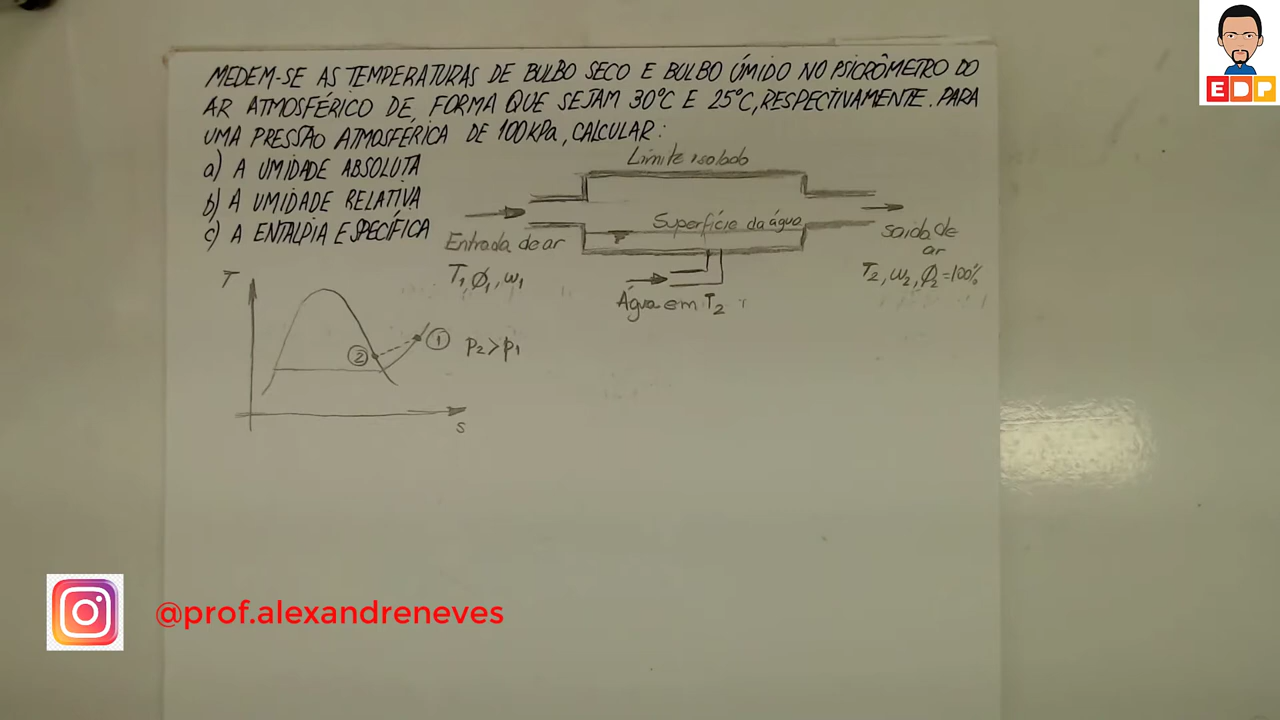 MEDEM-SE AS TEMPERATURAS DE BULBO SECO E BULBO ÚMIDO NO PSICRÔMETRO DO
AR ATMOSFÉRICO DE FORMA QUE SEJAM 30°C E 25°C, RESPECTIVAMENTE. PARA
UMA PRESSÃO ATMOSFÉRICA DE 100KPa, CALCULAR:
a) A UMIDADE ABSOLUTA
b) A UMIDADE RELATIVA
c) A ENTALPIA ESPECÍFICA
Limite isolado
Superfície da água
Entrada de ar
T1, φ1, ω1
saída de
ar
T2, ω2, φ2=100%
Água em T2
T
2
1
P2>P1
s
EDP
@prof.alexandreneves